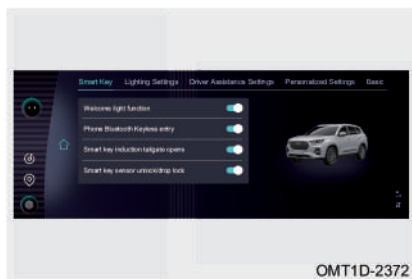 Smart Key Lighting Settings Driver Assistance Settings Personalized Settings Basic
Welcome light function
Phone Bluetooth Keyless entry
Smart key induction tailgate opens
Smart key sensor unlock/drop lock
OMT1D-2372